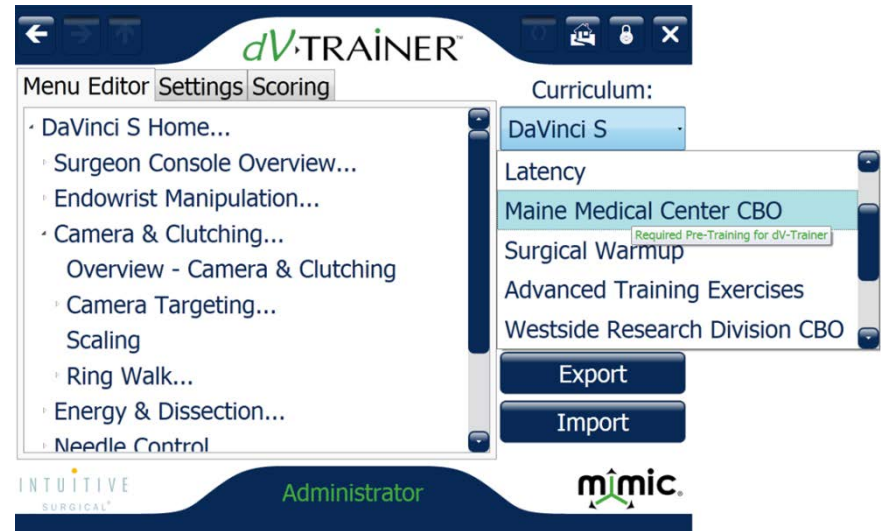 dV-TRAINER™
Menu Editor Settings Scoring
Curriculum:
DaVinci S Home...
Surgeon Console Overview...
Endowrist Manipulation...
Camera & Clutching...
Overview - Camera & Clutching
Camera Targeting...
Scaling
Ring Walk...
Energy & Dissection...
Needle Control
DaVinci S
Latency
Maine Medical Center CBO
Required Pre-Training for dV-Trainer
Surgical Warmup
Advanced Training Exercises
Westside Research Division CBO
Export
Import
INTUITIVE
SURGICAL®
Administrator
mimic.